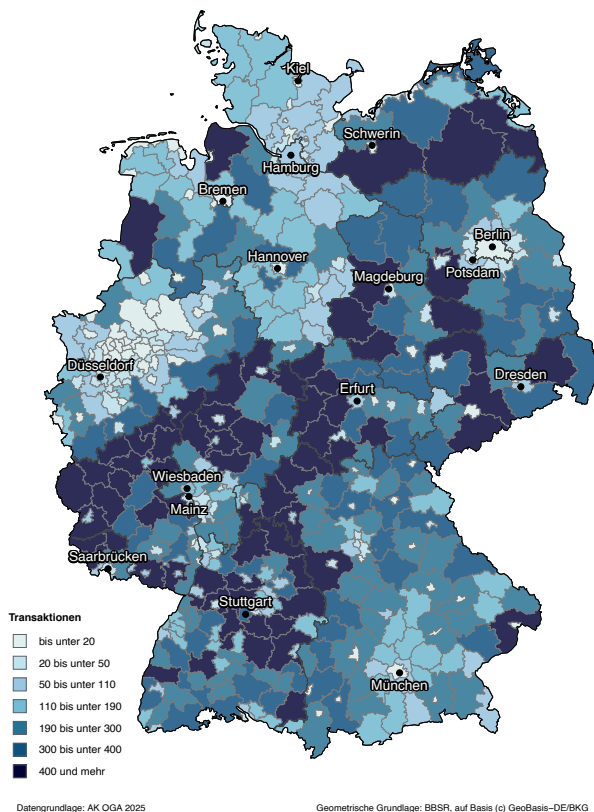 Kiel
Schwerin
Hamburg
Bremen
Berlin
Hannover
Potsdam
Magdeburg
Düsseldorf
Dresden
Erfurt
Wiesbaden
Mainz
Saarbrücken
Stuttgart
München
Transaktionen
bis unter 20
20 bis unter 50
50 bis unter 110
110 bis unter 190
190 bis unter 300
300 bis unter 400
400 und mehr
Datengrundlage: AK OGA 2025
Geometrische Grundlage: BBSR, auf Basis (c) GeoBasis−DE/BKG